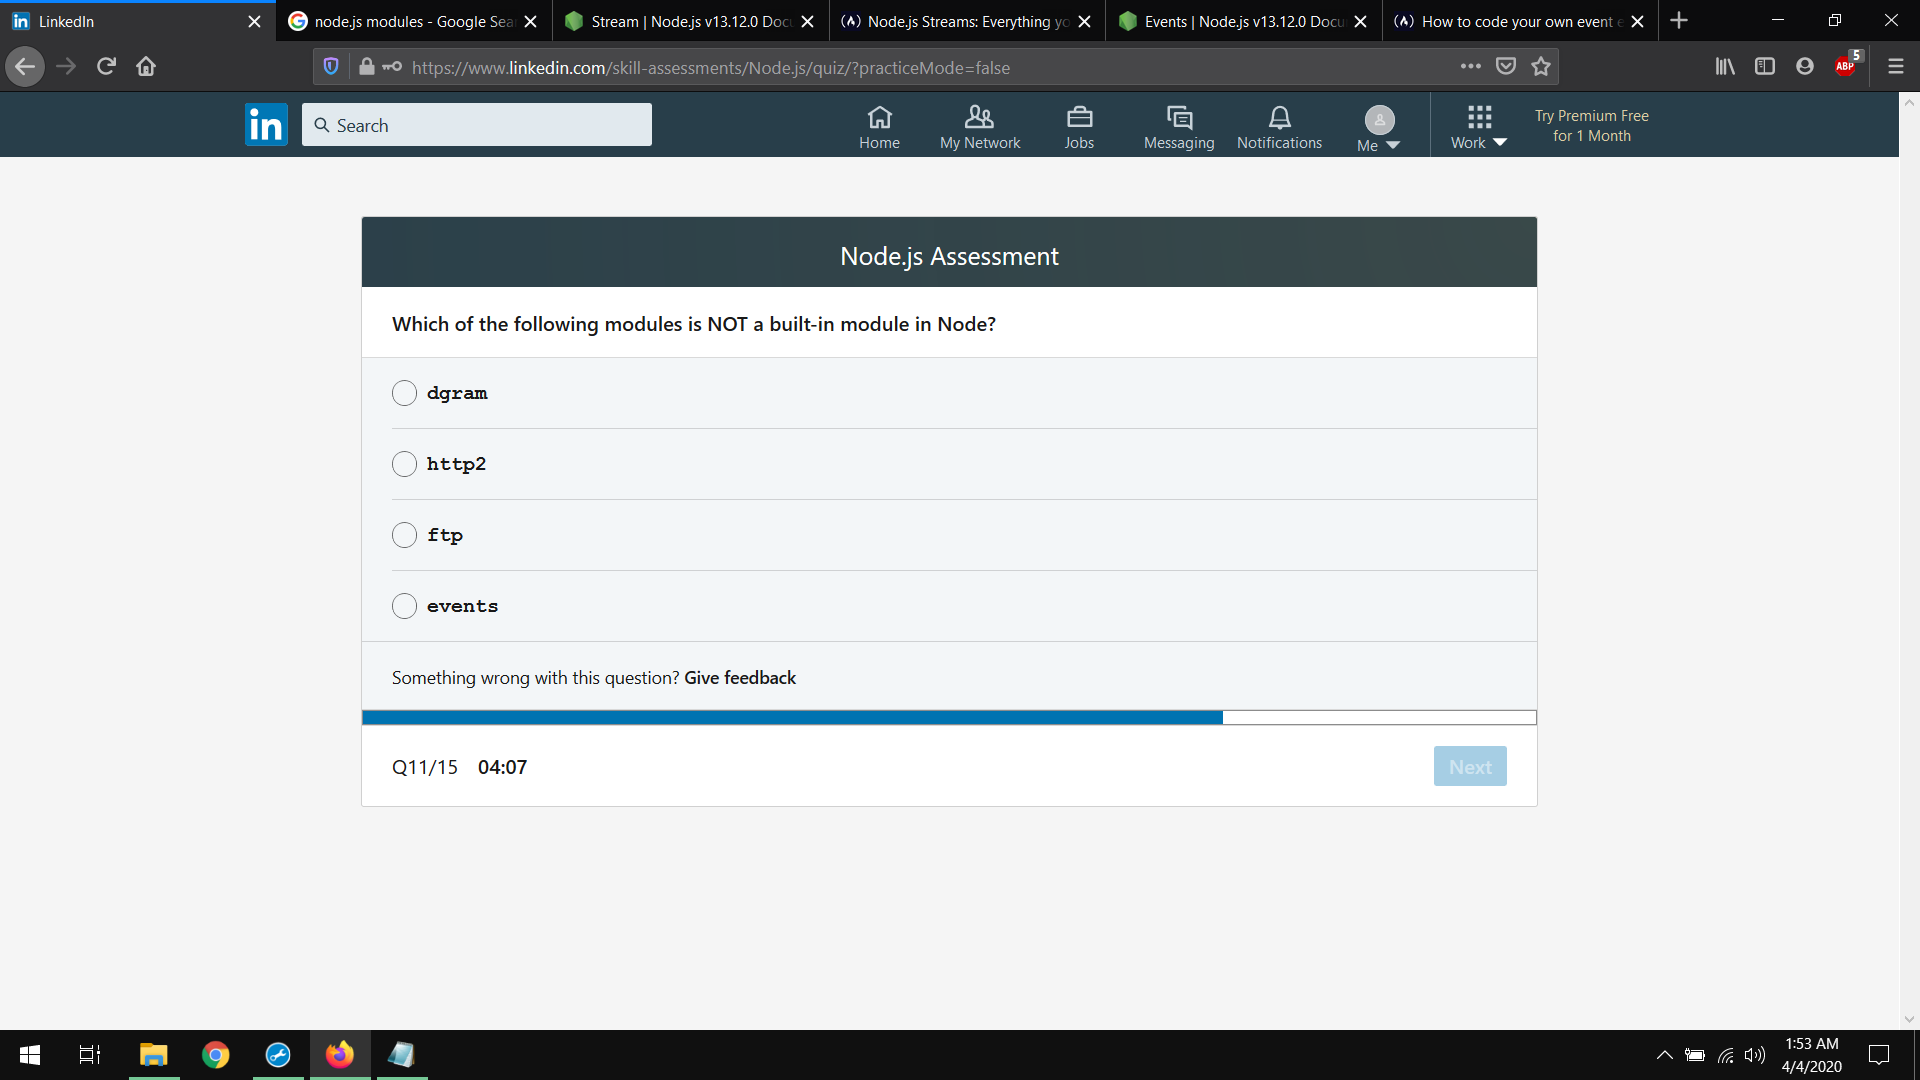 LinkedIn
node.js modules - Google Sea
Stream | Node.js v13.12.0 Doc
Node.js Streams: Everything yo
Events | Node.js v13.12.0 Docu
How to code your own event e
https://www.linkedin.com/skill-assessments/Node.js/quiz/?practiceMode=false
ABP
5
in
Search
Home
My Network
Jobs
Messaging
Notifications
Me
Work
Try Premium Free
for 1 Month
Node.js Assessment
Which of the following modules is NOT a built-in module in Node?
dgram
http2
ftp
events
Something wrong with this question? Give feedback
Q11/15 04:07
Next
1:53 AM
4/4/2020